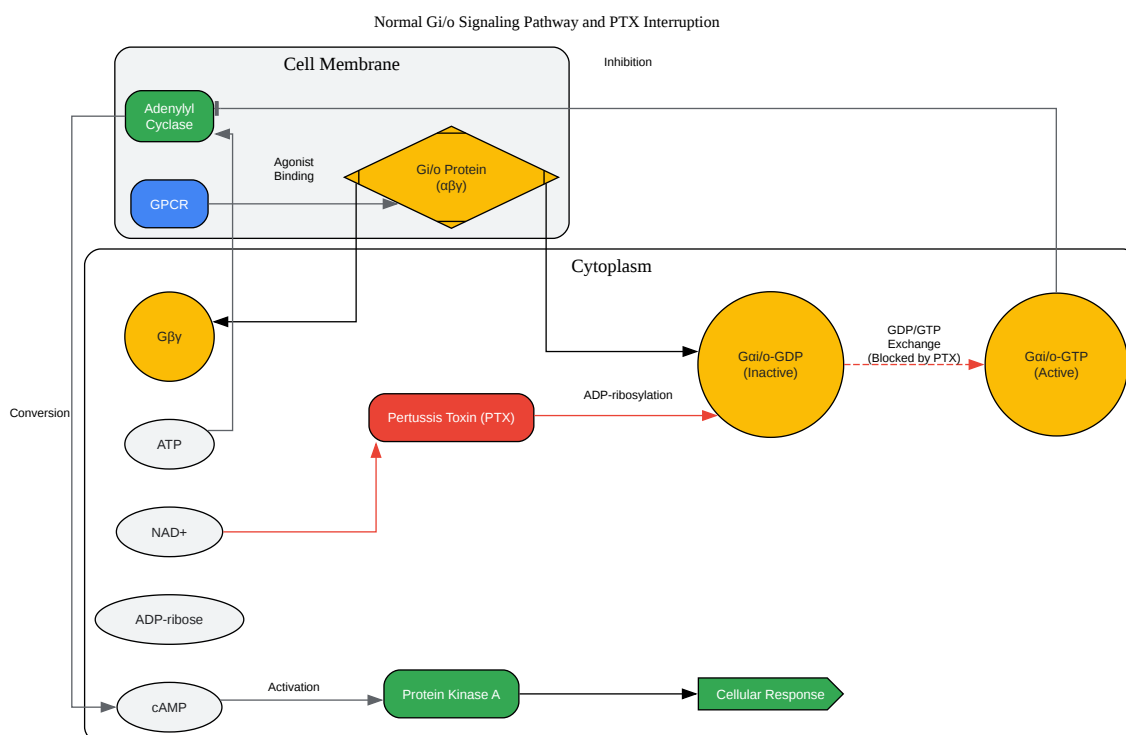 Normal Gi/o Signaling Pathway and PTX Interruption
Cell Membrane
Inhibition
Adenylyl
Cyclase
Agonist
Binding
Gi/o Protein
(αβγ)
GPCR
Cytoplasm
Gβγ
Gαi/o-GDP
(Inactive)
GDP/GTP
Exchange
(Blocked by PTX)
Gαi/o-GTP
(Active)
Conversion
ADP-ribosylation
Pertussis Toxin (PTX)
ATP
NAD+
ADP-ribose
cAMP
Activation
Protein Kinase A
Cellular Response